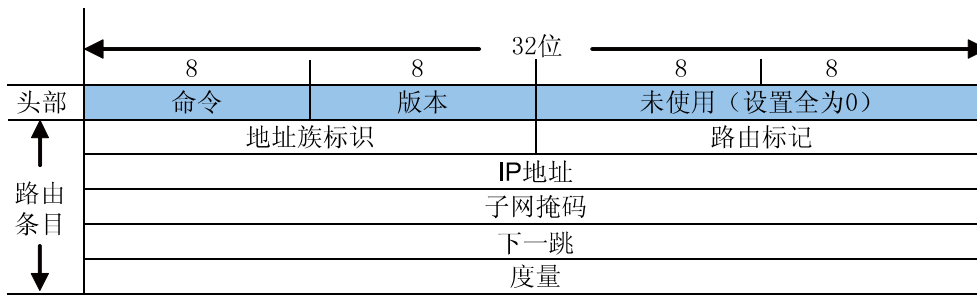 32位
8 8 8 8
头部 命令 版本 未使用（设置全为0）
地址族标识 路由标记
IP地址
路由
条目
子网掩码
下一跳
度量